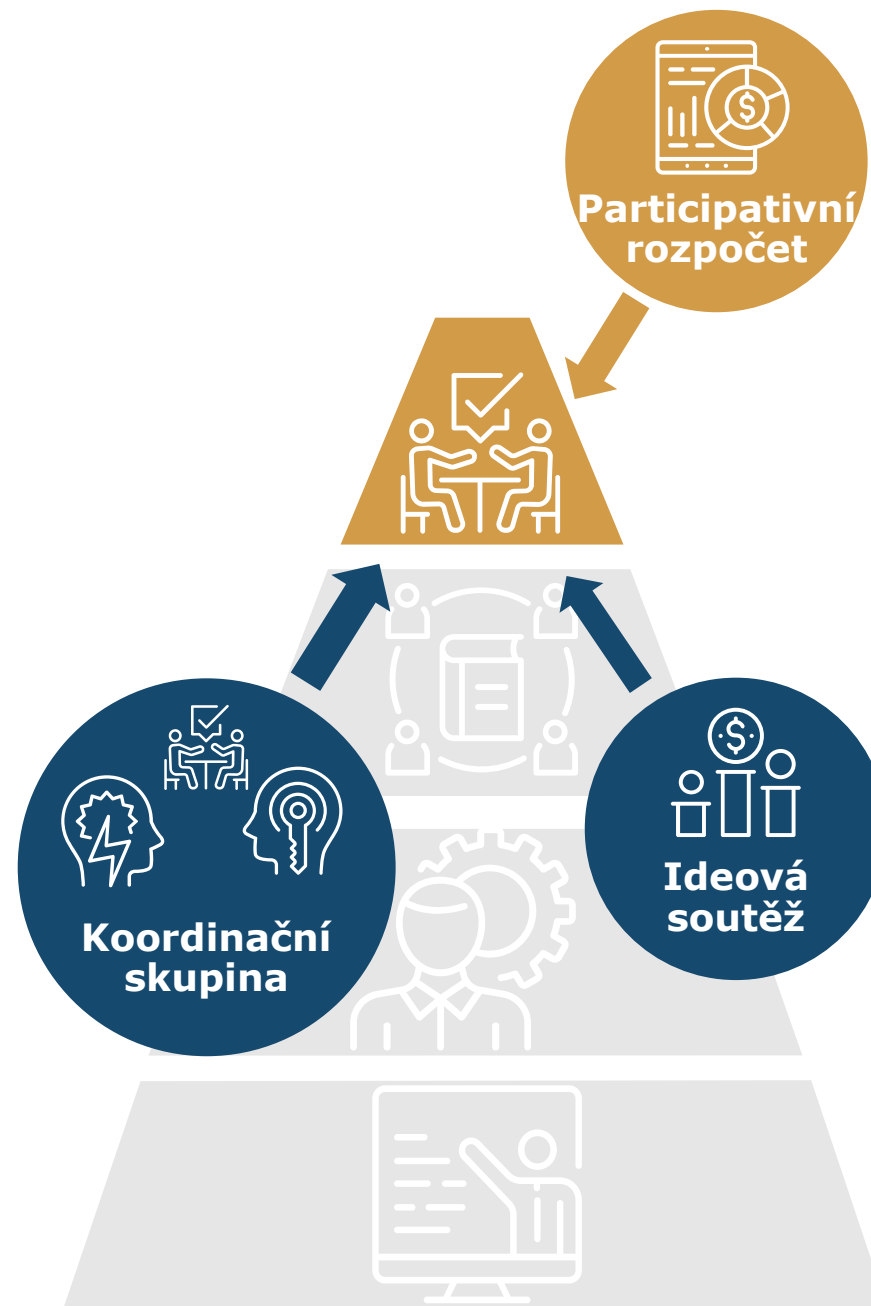 Participativní
rozpočet
Koordinační
skupina
Ideová
soutěž